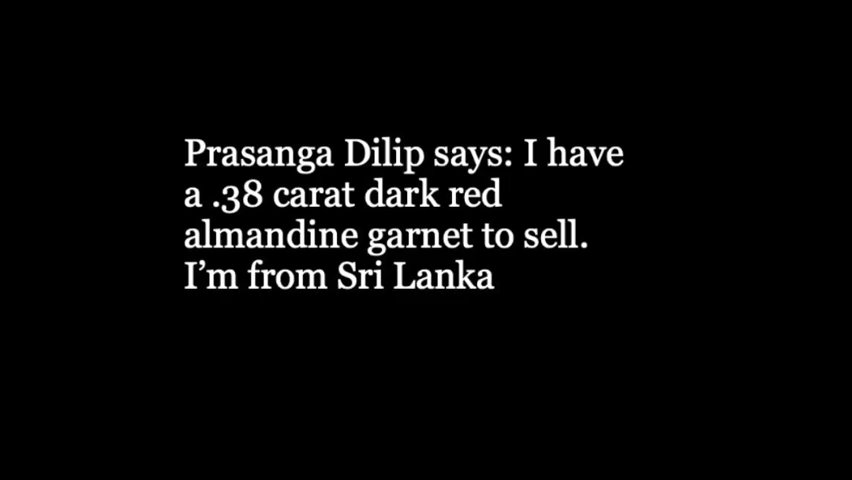 Prasanga Dilip says: I have
a .38 carat dark red
almandine garnet to sell.
I’m from Sri Lanka